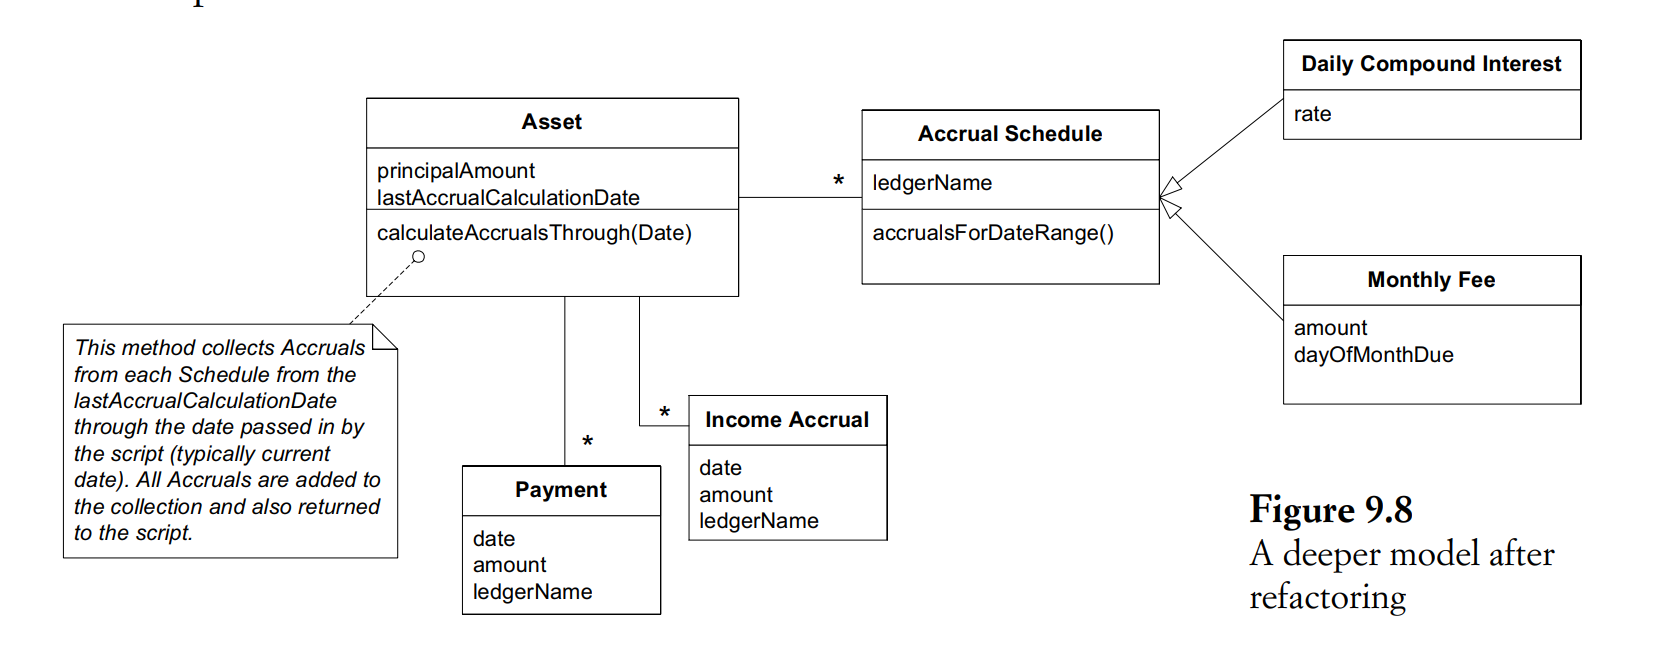 Asset
principalAmount
lastAccrualCalculationDate
calculateAccrualsThrough(Date)
*
Accrual Schedule
ledgerName
accrualsForDateRange()
Daily Compound Interest
rate
Monthly Fee
amount
dayOfMonthDue
This method collects Accruals
from each Schedule from the
lastAccrualCalculationDate
through the date passed in by
the script (typically current
date). All Accruals are added to
the collection and also returned
to the script.
*
Payment
date
amount
ledgerName
*
Income Accrual
date
amount
ledgerName
Figure 9.8
A deeper model after
refactoring